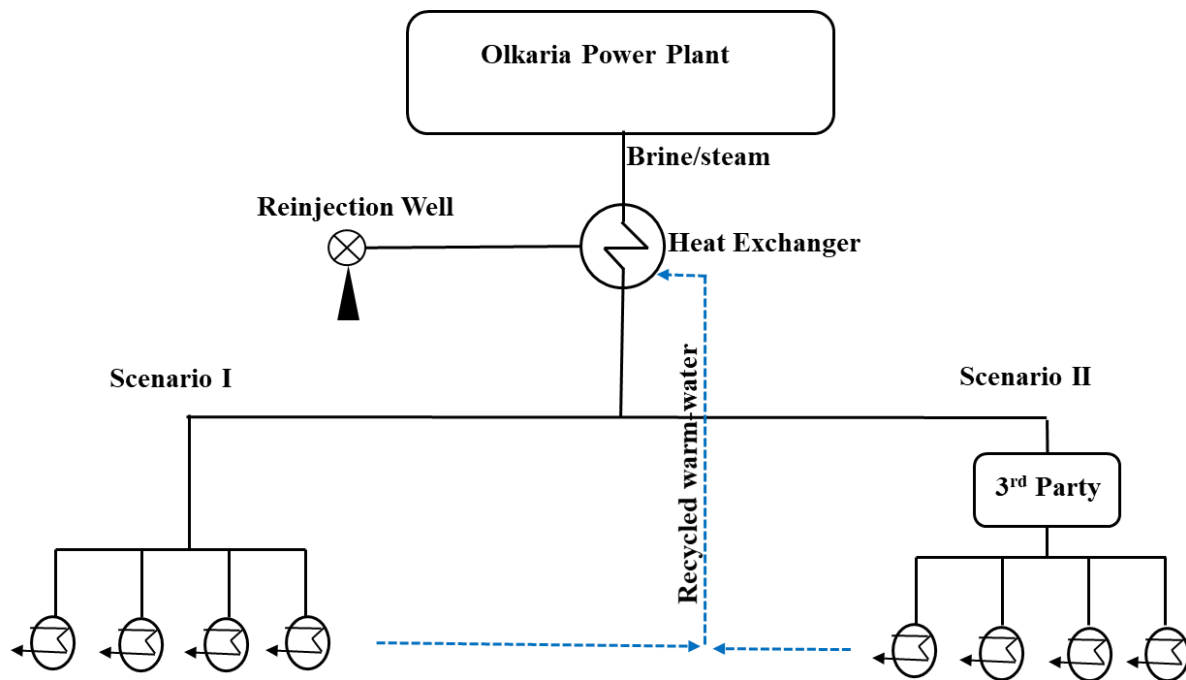 Olkaria Power Plant
Brine/steam
Reinjection Well
Heat Exchanger
Scenario I
Scenario II
Recycled warm-water
3rd Party